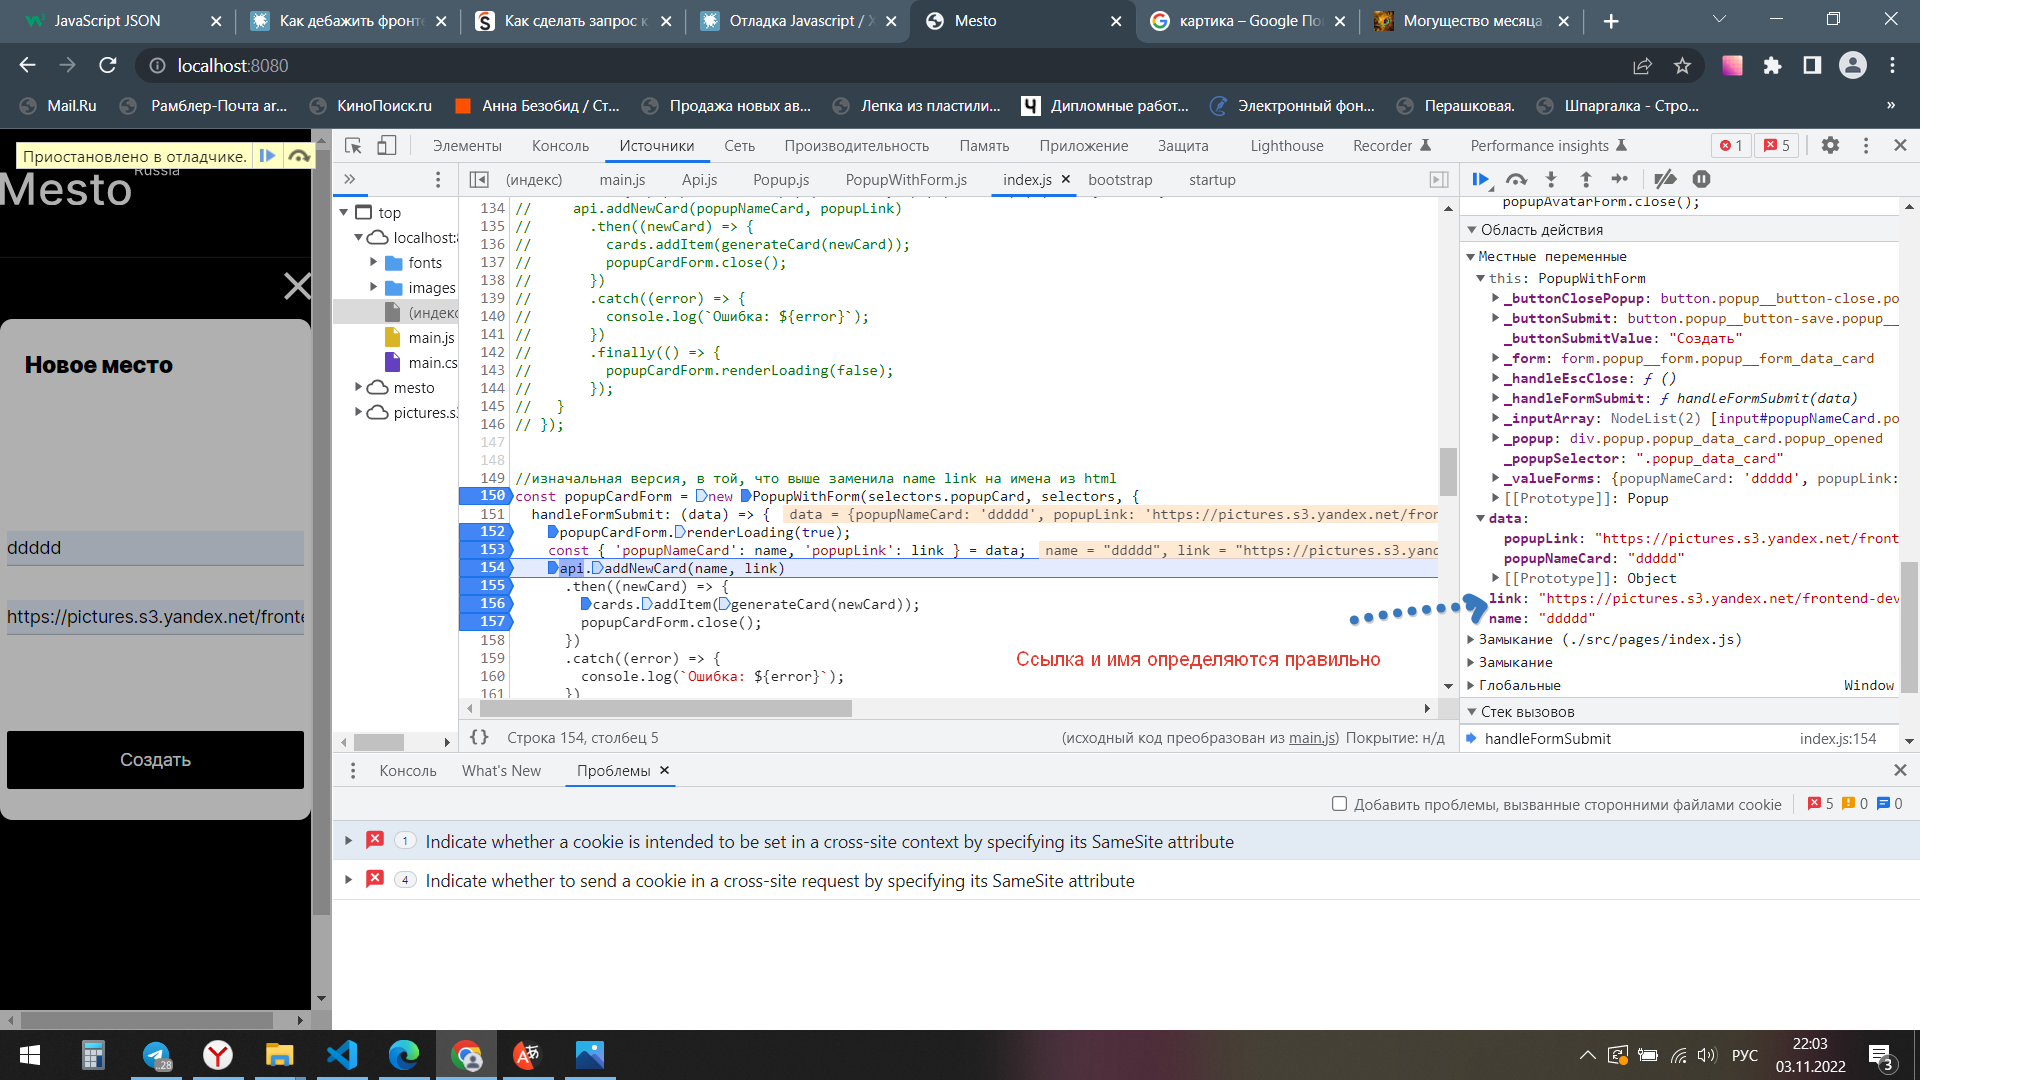 JavaScript JSON
Как дебажить фронте
Как сделать запрос к
Отладка Javascript /
Mesto
картика – Google По
Могущество месяца
localhost:8080
Mail.Ru
Рамблер-Почта ar...
КиноПоиск.ru
Анна Безобид / Ст...
Продажа новых ав...
Лепка из пластили...
Дипломные работ...
Электронный фон...
Перашковая.
Шпаргалка - Стро...
»
Приостановлено в отладчике.
Russia
Mesto
Новое место
ddddd
https://pictures.s3.yandex.net/fronte
Создать
Элементы
Консоль
Источники
Сеть
Производительность
Память
Приложение
Защита
Lighthouse
Recorder
Performance insights
1
5
»
(индекс)
main.js
Api.js
Popup.js
PopupWithForm.js
index.js
bootstrap
startup
top
localhost:8
fonts
images
(индекс
main.js
main.cs
mesto
pictures.s3
134 // api.addNewCard(popupNameCard, popupLink)
135 // .then((newCard) => {
136 // cards.addItem(generateCard(newCard));
137 // popupCardForm.close();
138 // })
139 // .catch((error) => {
140 // console.log(`Ошибка: ${error}`);
141 // })
142 // .finally(() => {
143 // popupCardForm.renderLoading(false);
144 // });
145 // }
146 // });
147
148
149 //изначальная версия, в той, что выше заменила name link на имена из html
150 const popupCardForm = new PopupWithForm(selectors.popupCard, selectors, {
151 handleFormSubmit: (data) => { data = {popupNameCard: 'ddddd', popupLink: 'https://pictures.s3.yandex.net/fron
152 popupCardForm.renderLoading(true);
153 const { 'popupNameCard': name, 'popupLink': link } = data; name = "ddddd", link = "https://pictures.s3.yand
154 api.addNewCard(name, link)
155 .then((newCard) => {
156 cards.addItem(generateCard(newCard));
157 popupCardForm.close();
158 })
159 .catch((error) => {
160 console.log(`Ошибка: ${error}`);
161 })
Ссылка и имя определяются правильно
{} Строка 154, столбец 5
(исходный код преобразован из main.js) Покрытие: н/д
popupAvatarForm.close();
Область действия
Местные переменные
this: PopupWithForm
_buttonClosePopup: button.popup__button-close.po
_buttonSubmit: button.popup__button-save.popup__
_buttonSubmitValue: "Создать"
_form: form.popup__form.popup__form_data_card
_handleEscClose: ƒ ()
_handleFormSubmit: ƒ handleFormSubmit(data)
_inputArray: NodeList(2) [input#popupNameCard.po
_popup: div.popup.popup_data_card.popup_opened
_popupSelector: ".popup_data_card"
_valueForms: {popupNameCard: 'ddddd', popupLink:
[[Prototype]]: Popup
data:
popupLink: "https://pictures.s3.yandex.net/front
popupNameCard: "ddddd"
[[Prototype]]: Object
link: "https://pictures.s3.yandex.net/frontend-dev
name: "ddddd"
Замыкание (./src/pages/index.js)
Замыкание
Глобальные Window
Стек вызовов
handleFormSubmit index.js:154
Консоль
What's New
Проблемы
Добавить проблемы, вызванные сторонними файлами cookie
5
0
0
1 Indicate whether a cookie is intended to be set in a cross-site context by specifying its SameSite attribute
4 Indicate whether to send a cookie in a cross-site request by specifying its SameSite attribute
28
РУС
22:03
03.11.2022
3